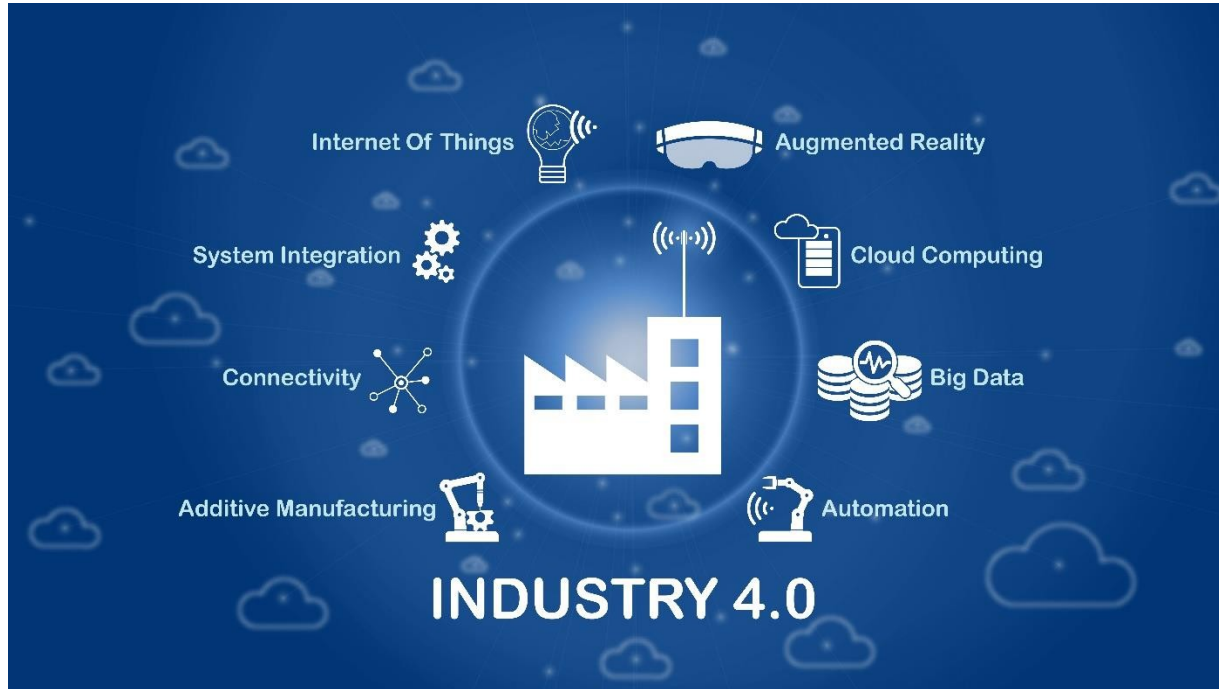 Internet Of Things
Augmented Reality
System Integration
Cloud Computing
Connectivity
Big Data
Additive Manufacturing
Automation
INDUSTRY 4.0